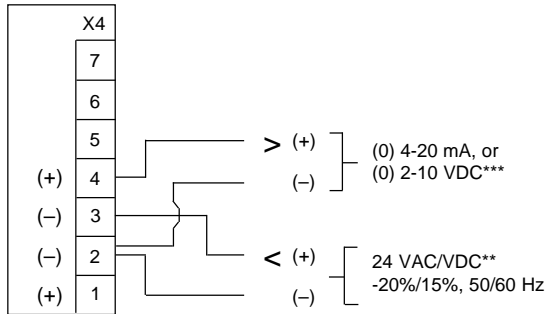 X4
7
6
5
(+) 4 > (+) (0) 4-20 mA, or
(–) (0) 2-10 VDC***
(–) 3
(–) 2 < (+) 24 VAC/VDC**
-20%/15%, 50/60 Hz
(+) 1 (–)